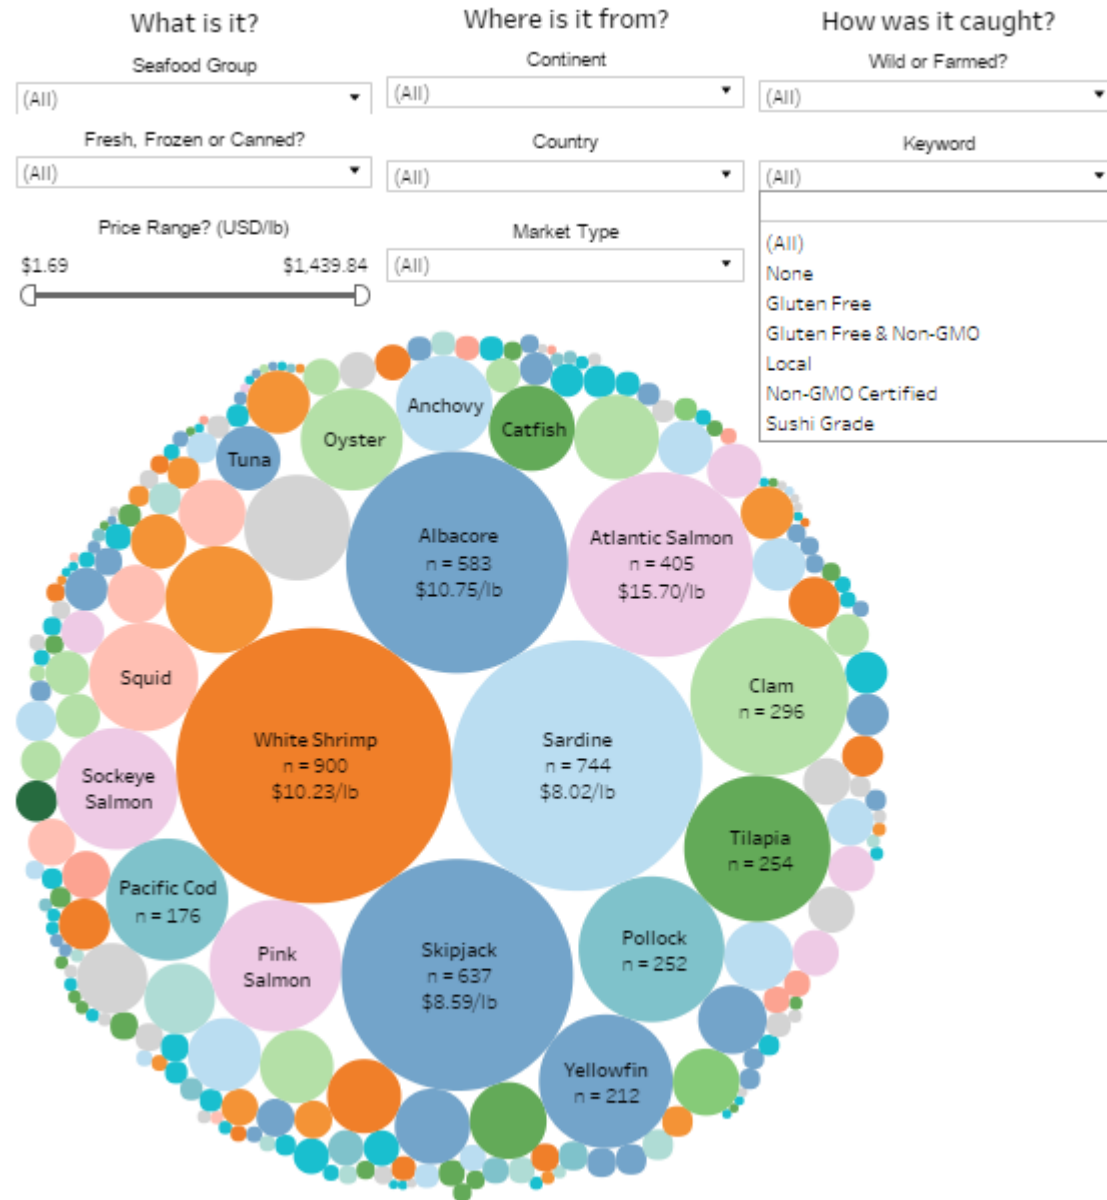 What is it?
Where is it from?
How was it caught?
Seafood Group
(All)
Continent
(All)
Wild or Farmed?
(All)
Fresh, Frozen or Canned?
(All)
Country
(All)
Keyword
(All)
Price Range? (USD/lb)
$1.69
$1,439.84
Market Type
(All)
(All)
None
Gluten Free
Gluten Free & Non-GMO
Local
Non-GMO Certified
Sushi Grade
Anchovy
Catfish
Oyster
Tuna
Albacore
n = 583
$10.75/lb
Atlantic Salmon
n = 405
$15.70/lb
Squid
Clam
n = 296
White Shrimp
n = 900
$10.23/lb
Sardine
n = 744
$8.02/lb
Sockeye
Salmon
Tilapia
n = 254
Pacific Cod
n = 176
Pink
Salmon
Skipjack
n = 637
$8.59/lb
Pollock
n = 252
Yellowfin
n = 212